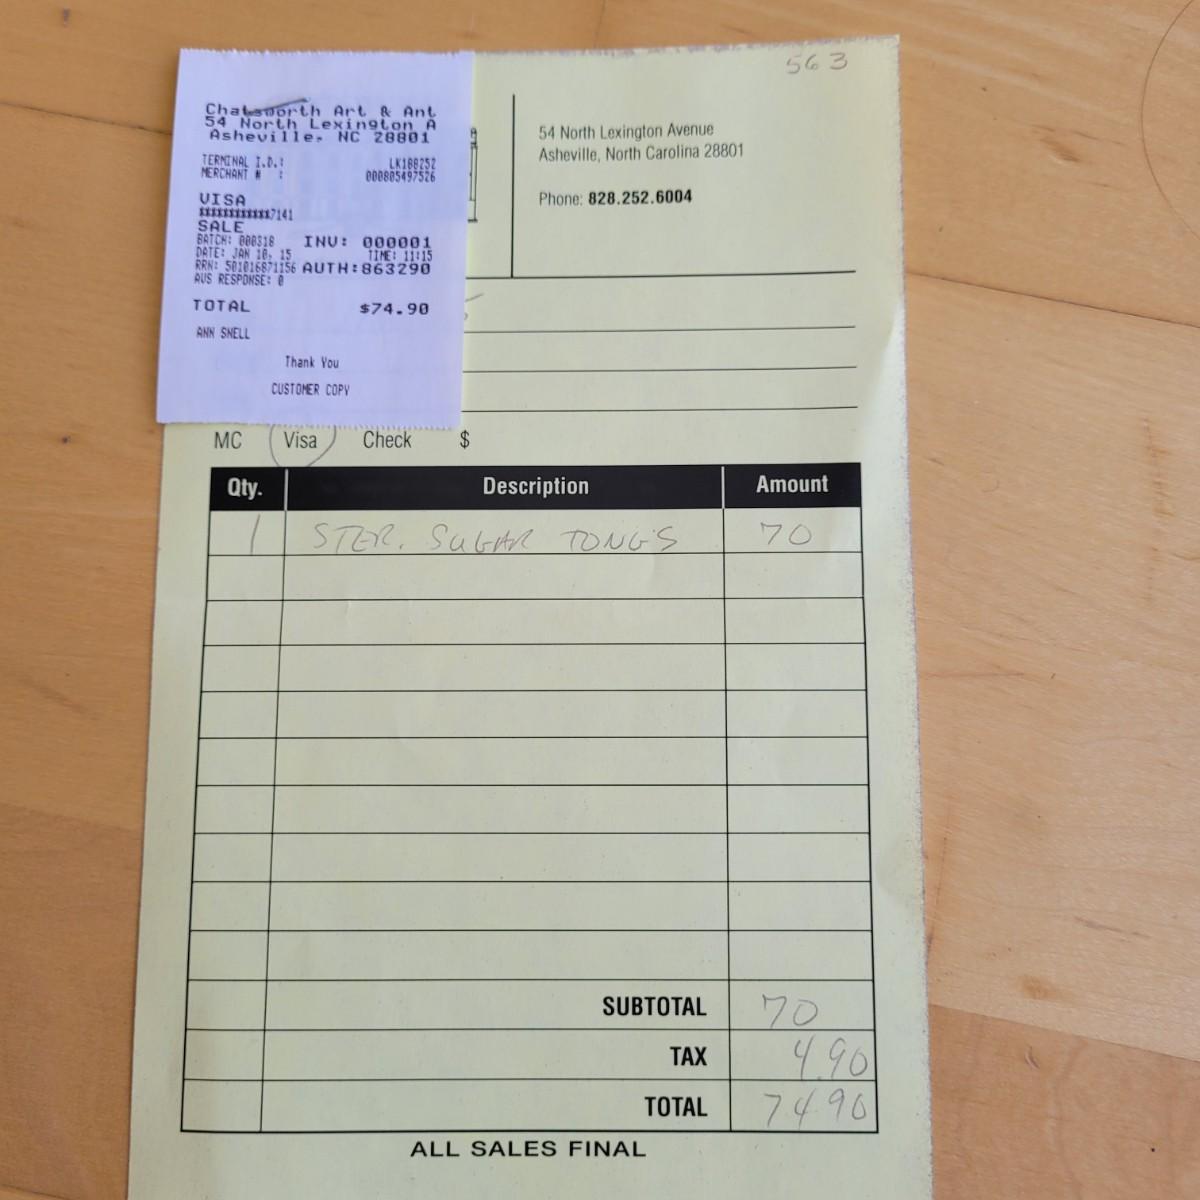 563
Chatsworth Art & Ant
54 North Lexington A
Asheville, NC 28801
TERMINAL I.D.: LK188252
MERCHANT # : 000805497526
VISA
************7141
SALE
BATCH: 000318 INV: 000001
DATE: JAN 10, 15 TIME: 11:15
RRN: 501016871156 AUTH:863290
AVS RESPONSE: 0
TOTAL $74.90
ANN SNELL
Thank You
CUSTOMER COPY
54 North Lexington Avenue
Asheville, North Carolina 28801
Phone: 828.252.6004
MC Visa Check $
Qty. Description Amount
1 STER. SUGAR TONGS 70
SUBTOTAL 70
TAX 4.90
TOTAL 74 90
ALL SALES FINAL